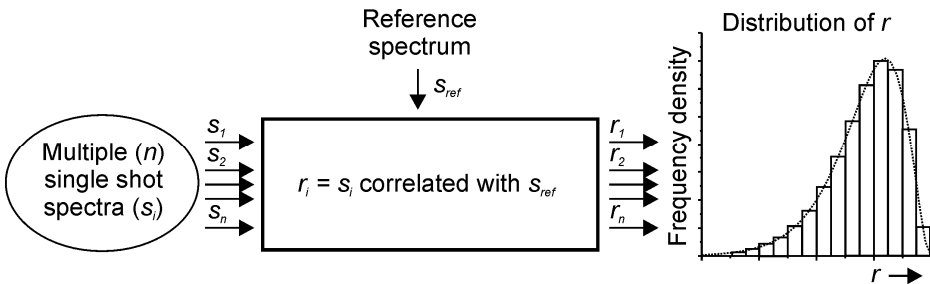 Reference
spectrum
s_ref
Multiple (n)
single shot
spectra (s_i)
s_1
s_2
s_n
r_i = s_i correlated with s_ref
r_1
r_2
r_n
Distribution of r
Frequency density
r